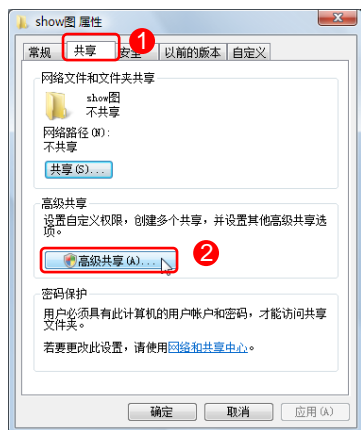 show图 属性
常规 共享 安全 以前的版本 自定义
1
网络文件和文件夹共享
show图
不共享
网络路径(N):
不共享
共享(S)...
高级共享
设置自定义权限，创建多个共享，并设置其他高级共享选
项。
高级共享(A)...
2
密码保护
用户必须具有此计算机的用户帐户和密码，才能访问共享
文件夹。
若要更改此设置，请使用网络和共享中心。
确定 取消 应用(A)